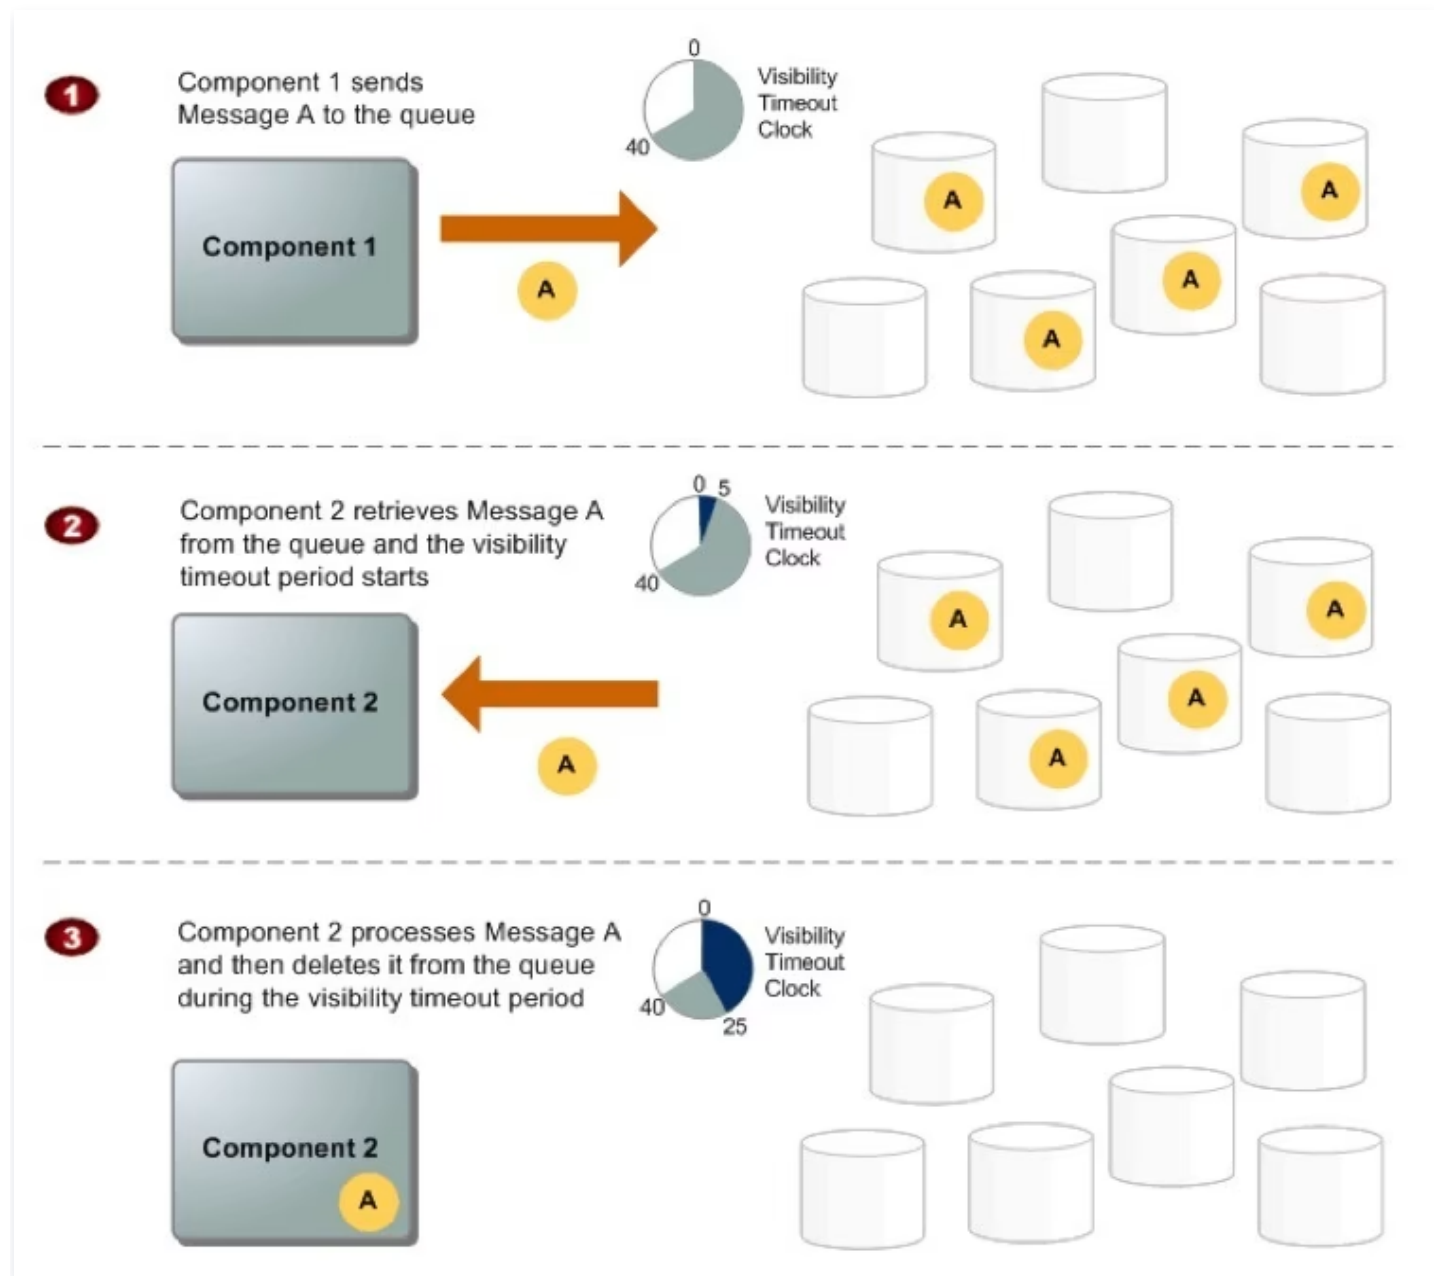 1
Component 1 sends
Message A to the queue
0
40
Visibility
Timeout
Clock
Component 1
A
A
A
A
A
2
Component 2 retrieves Message A
from the queue and the visibility
timeout period starts
0 5
40
Visibility
Timeout
Clock
Component 2
A
A
A
A
A
3
Component 2 processes Message A
and then deletes it from the queue
during the visibility timeout period
0
40
25
Visibility
Timeout
Clock
Component 2
A